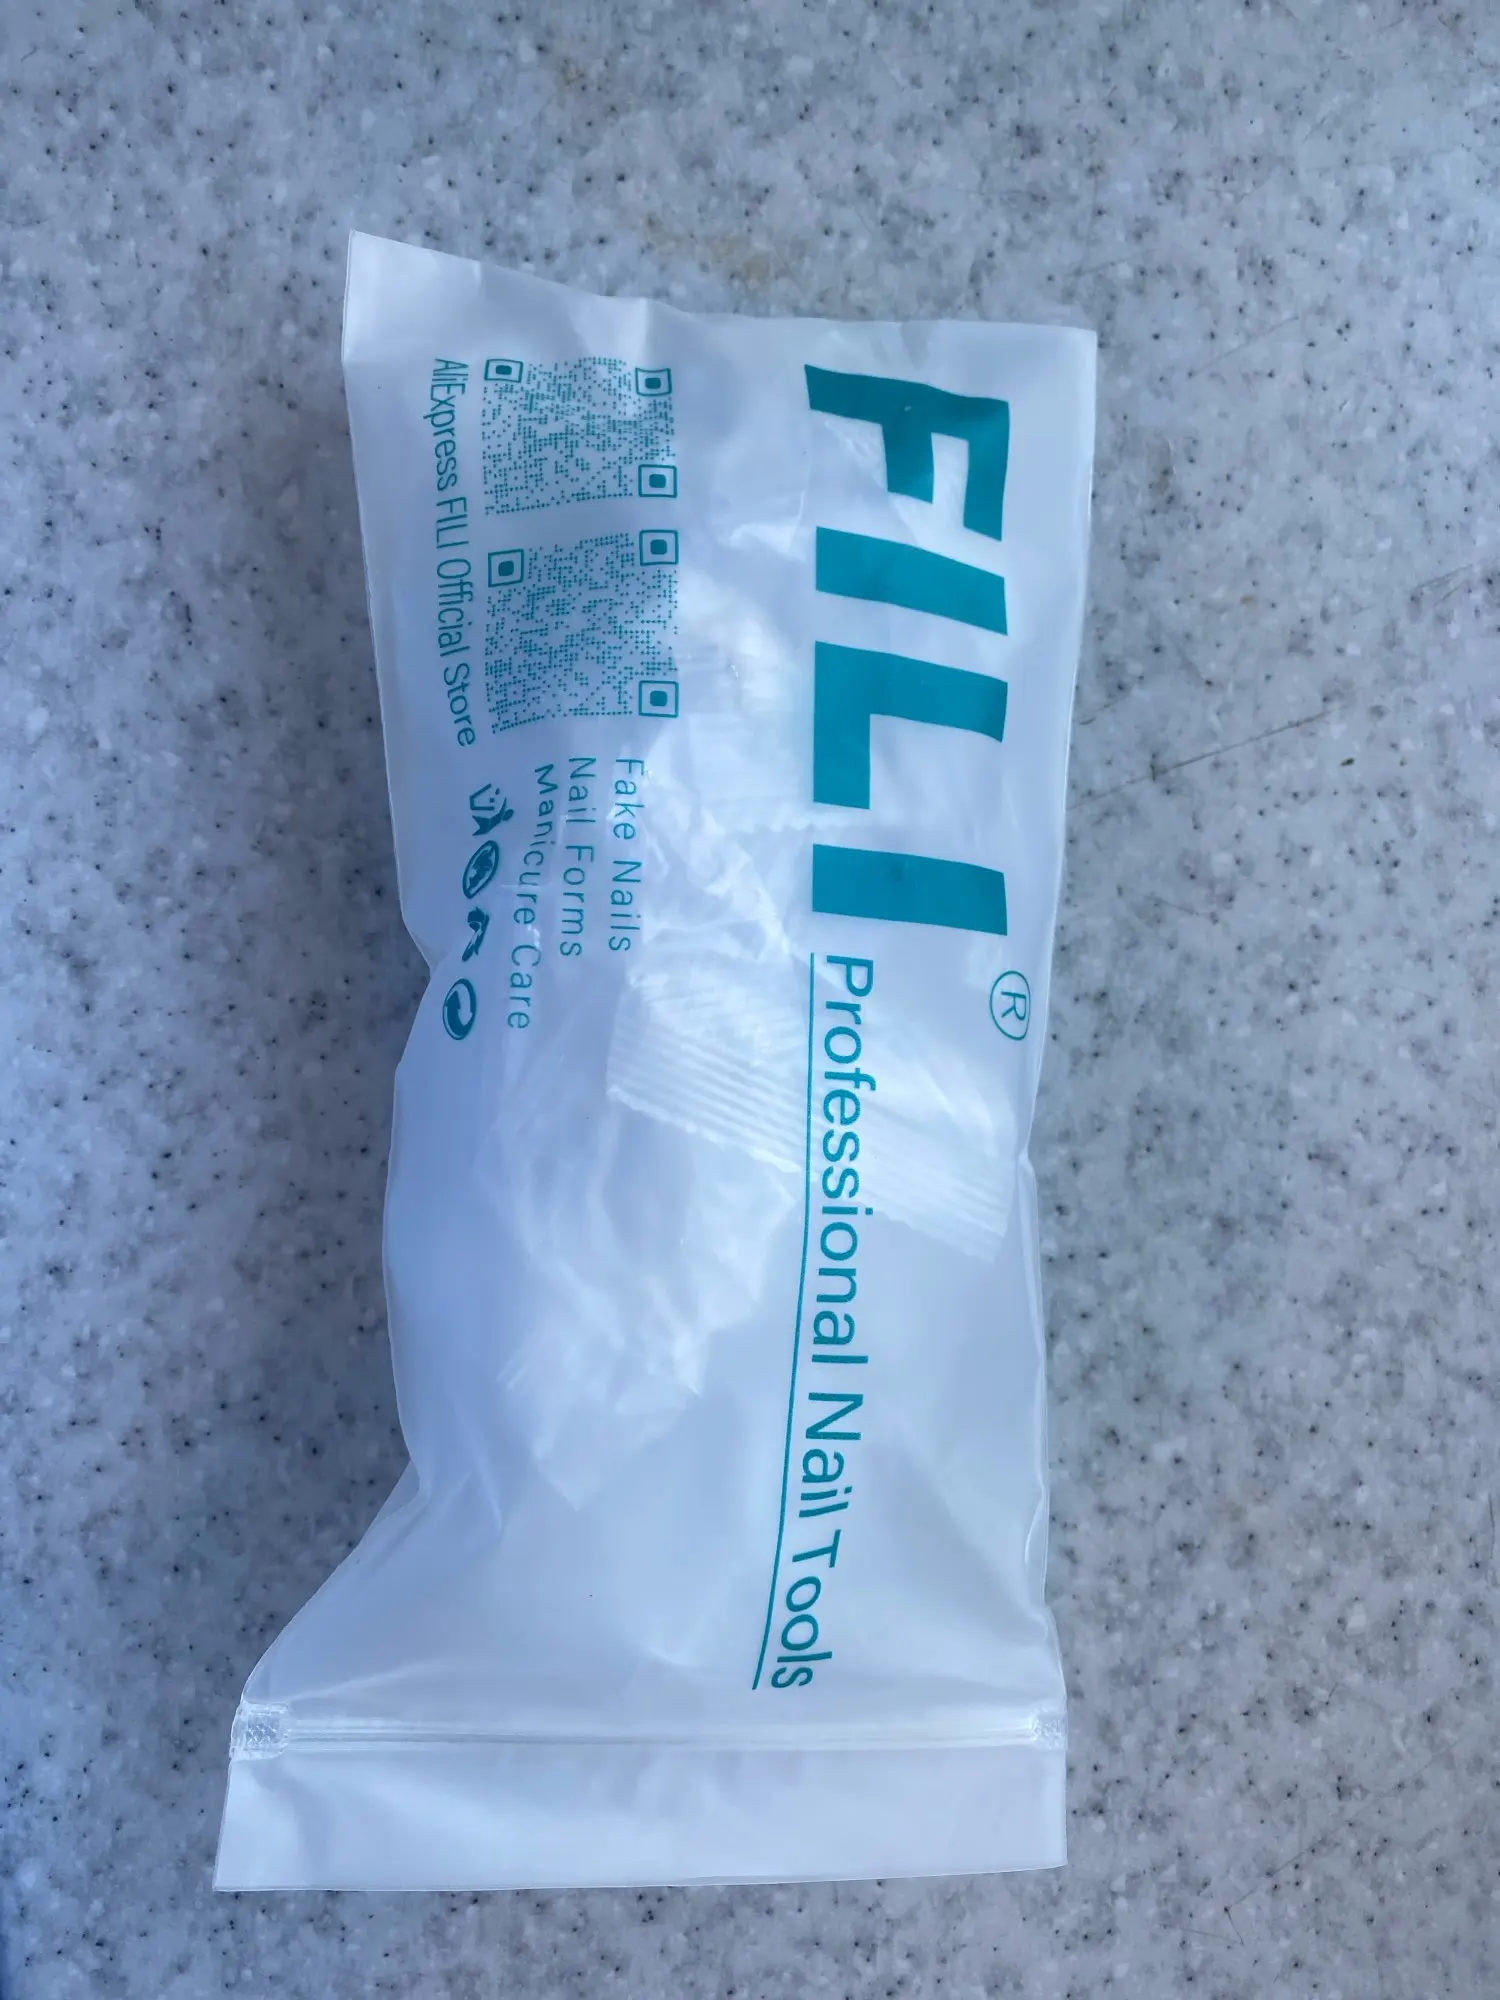 FILI®
Professional Nail Tools
Fake Nails
Nail Forms
Manicure Care
AliExpress FILI Official Store